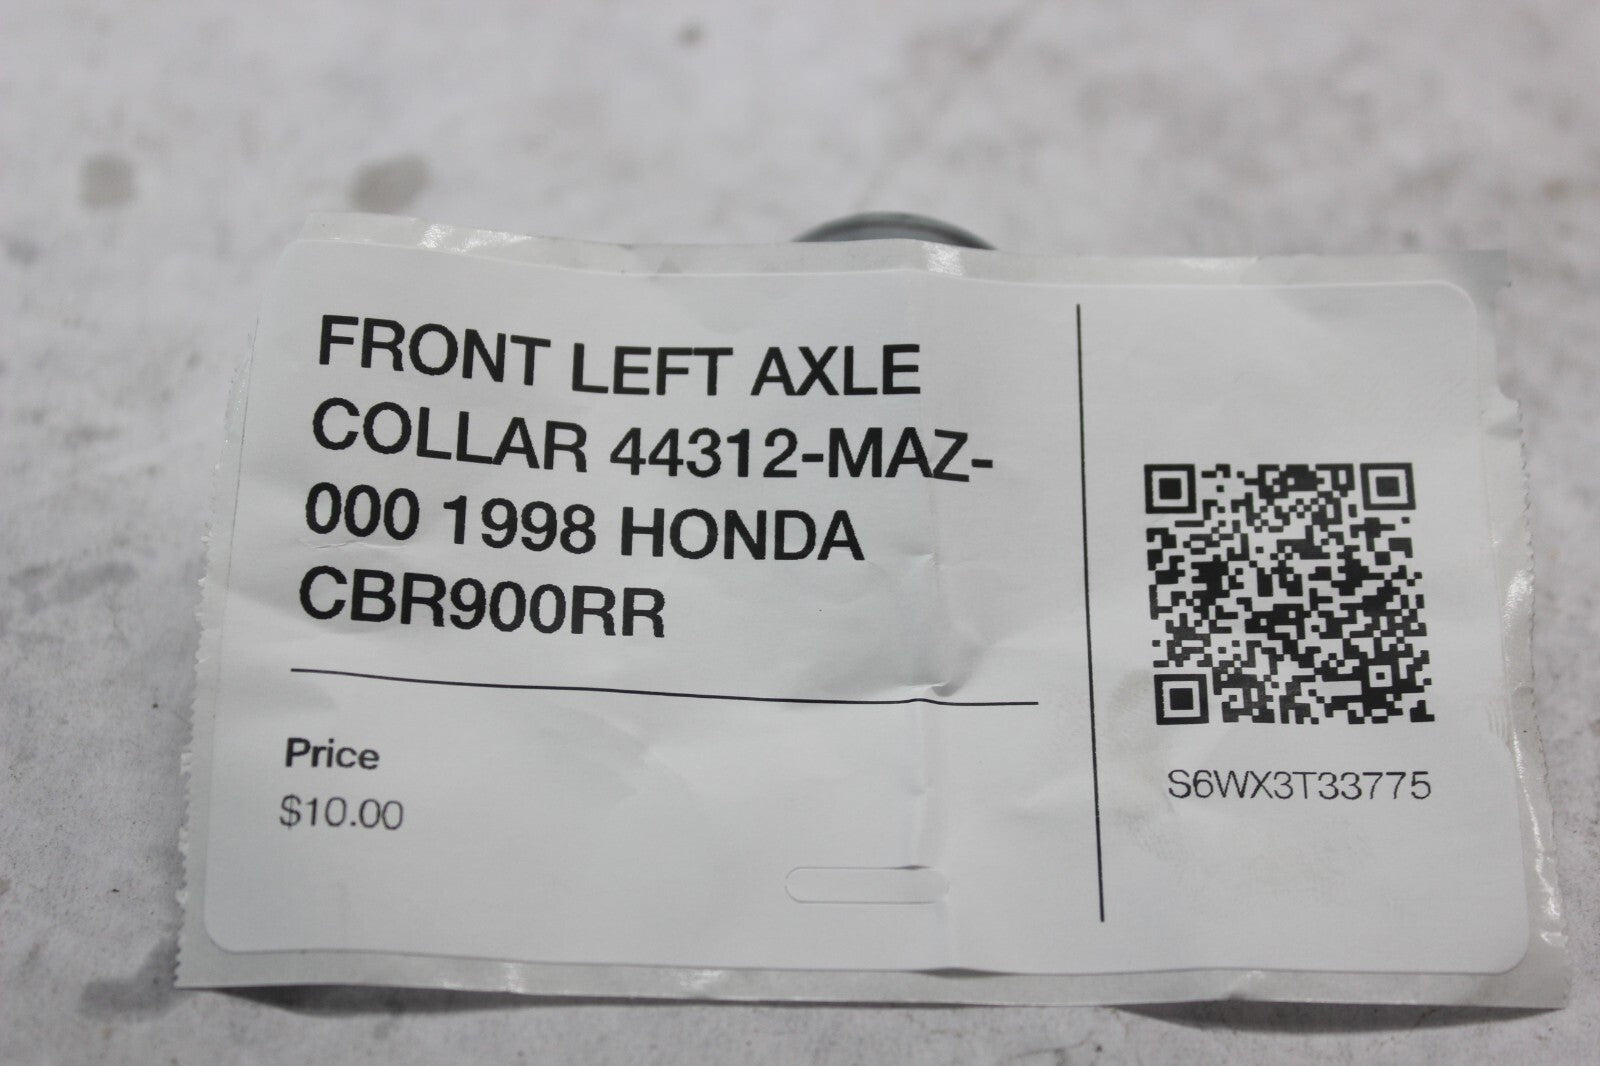 FRONT LEFT AXLE
COLLAR 44312-MAZ-
000 1998 HONDA
CBR900RR
Price
$10.00
S6WX3T33775